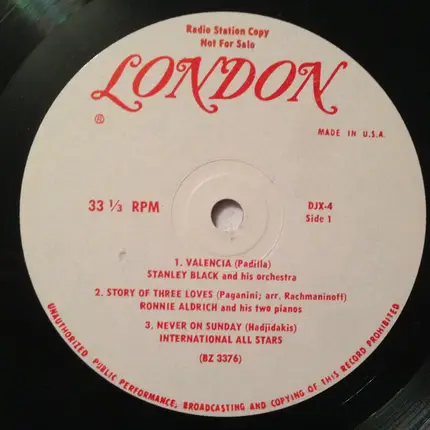 Radio Station Copy
Not For Sale
LONDON
®
MADE IN U.S.A.
33 1/3 RPM
DJX-4
Side 1
1. VALENCIA (Padilla)
STANLEY BLACK and his orchestra
2. STORY OF THREE LOVES (Paganini; arr. Rachmaninoff)
RONNIE ALDRICH and his two pianos
3. NEVER ON SUNDAY (Hadjidakis)
INTERNATIONAL ALL STARS
(BZ 3376)
UNAUTHORIZED PUBLIC PERFORMANCE, BROADCASTING AND COPYING OF THIS RECORD PROHIBITED